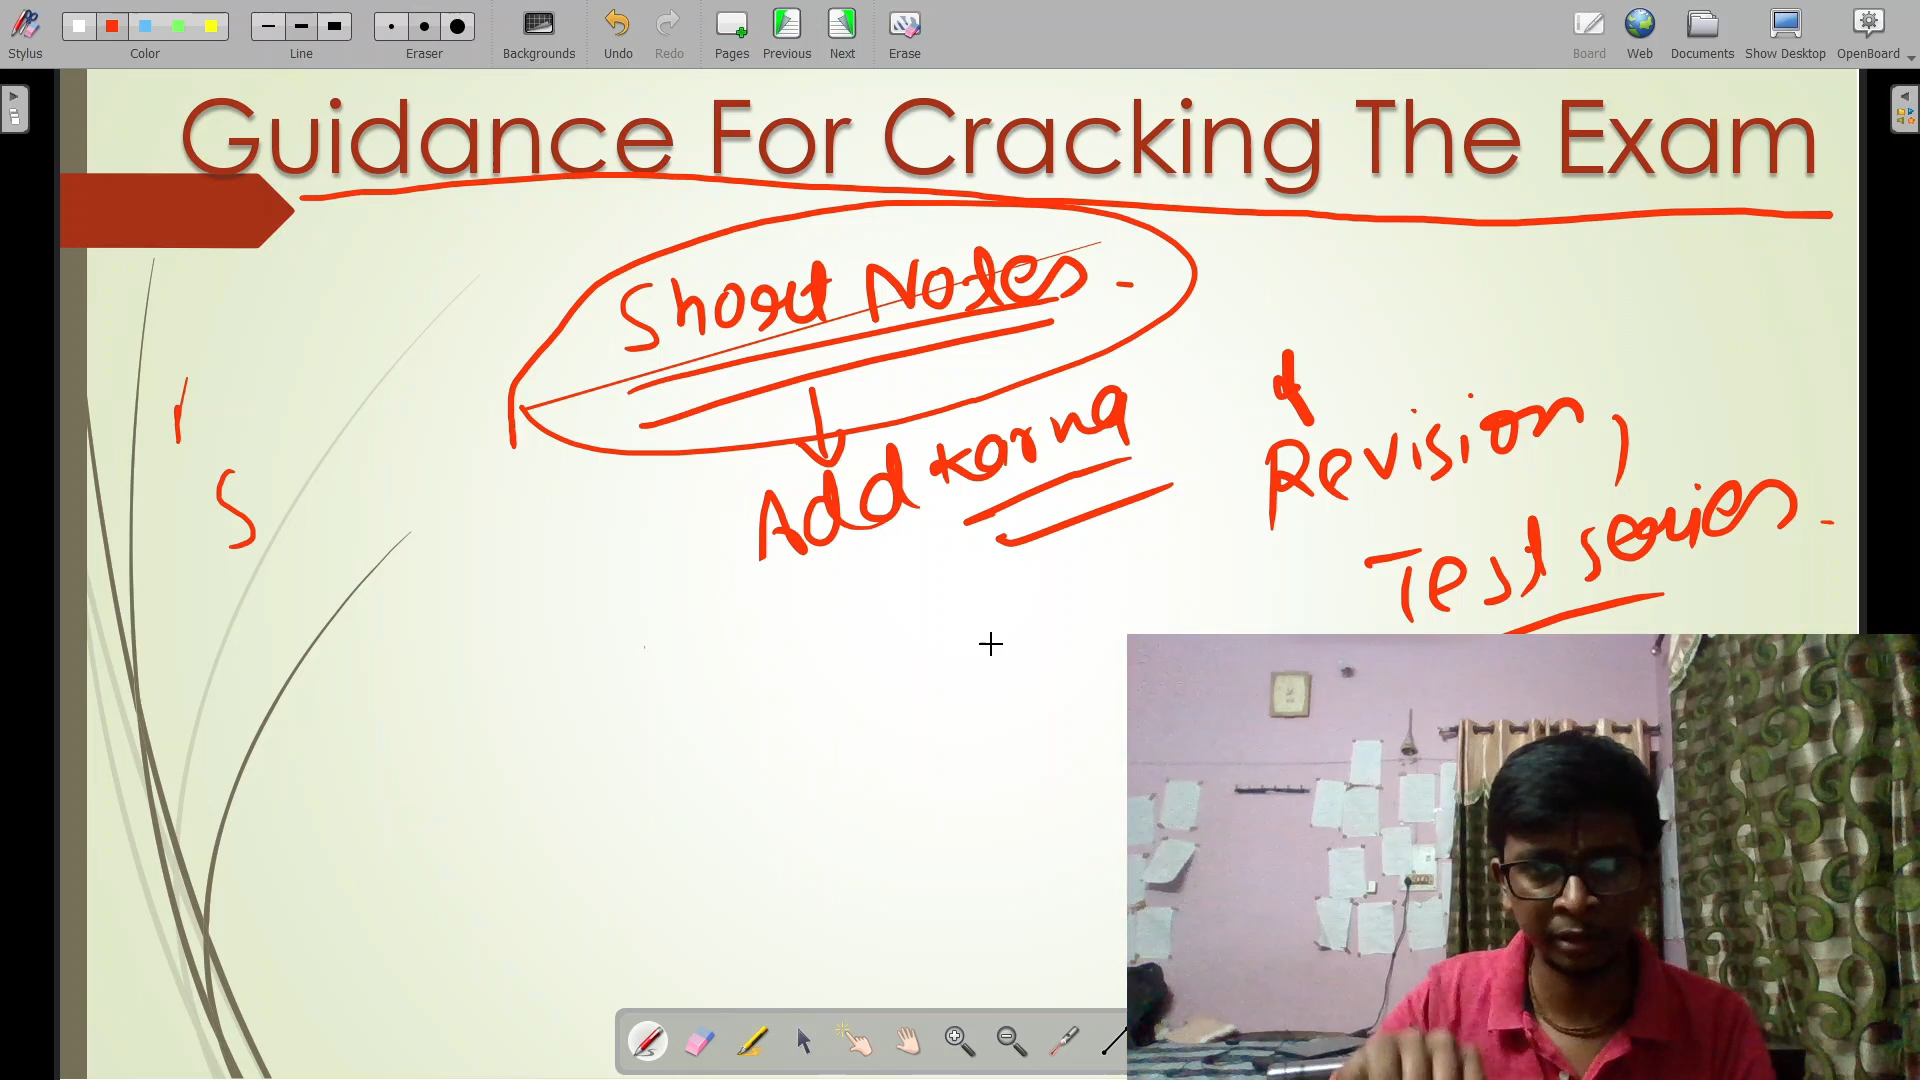 Stylus Color Line Eraser Backgrounds Undo Redo Pages Previous Next Erase Board Web Documents Show Desktop OpenBoard
Guidance For Cracking The Exam
Short Notes.
Add karna
Revision,
Test series.
S